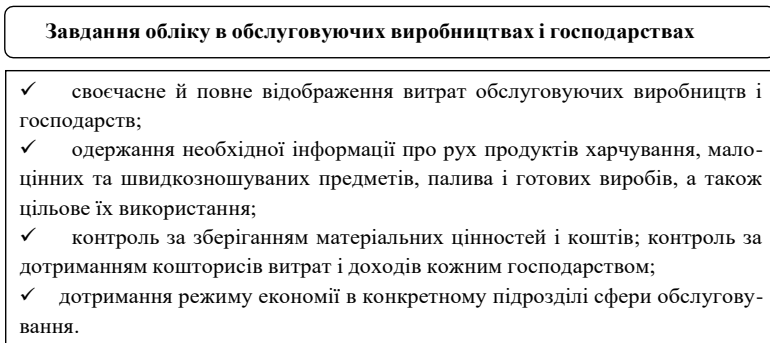 Завдання обліку в обслуговуючих виробництвах і господарствах
✓ своєчасне й повне відображення витрат обслуговуючих виробництв і
господарств;
✓ одержання необхідної інформації про рух продуктів харчування, мало-
цінних та швидкозношуваних предметів, палива і готових виробів, а також
цільове їх використання;
✓ контроль за зберіганням матеріальних цінностей і коштів; контроль за
дотриманням кошторисів витрат і доходів кожним господарством;
✓ дотримання режиму економії в конкретному підрозділі сфери обслугову-
вання.